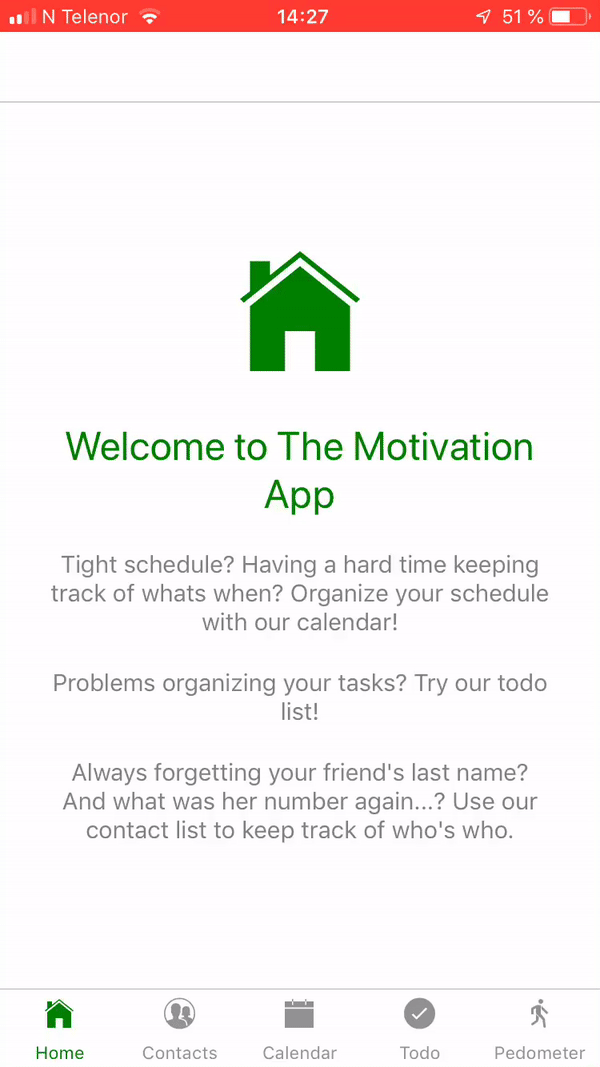 N Telenor 14:27 51 %
Welcome to The Motivation
App
Tight schedule? Having a hard time keeping
track of whats when? Organize your schedule
with our calendar!
Problems organizing your tasks? Try our todo
list!
Always forgetting your friend's last name?
And what was her number again...? Use our
contact list to keep track of who's who.
Home Contacts Calendar Todo Pedometer